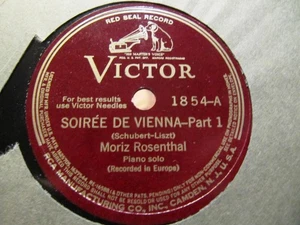 RED SEAL RECORD
"HIS MASTER'S VOICE"
VICTOR
For best results
use Victor Needles
1854-A
SOIRÉE DE VIENNA—Part 1
(Schubert-Liszt)
Moriz Rosenthal
Piano solo
(Recorded in Europe)
RCA MANUFACTURING CO., INC., CAMDEN, N.J., U.S.A.